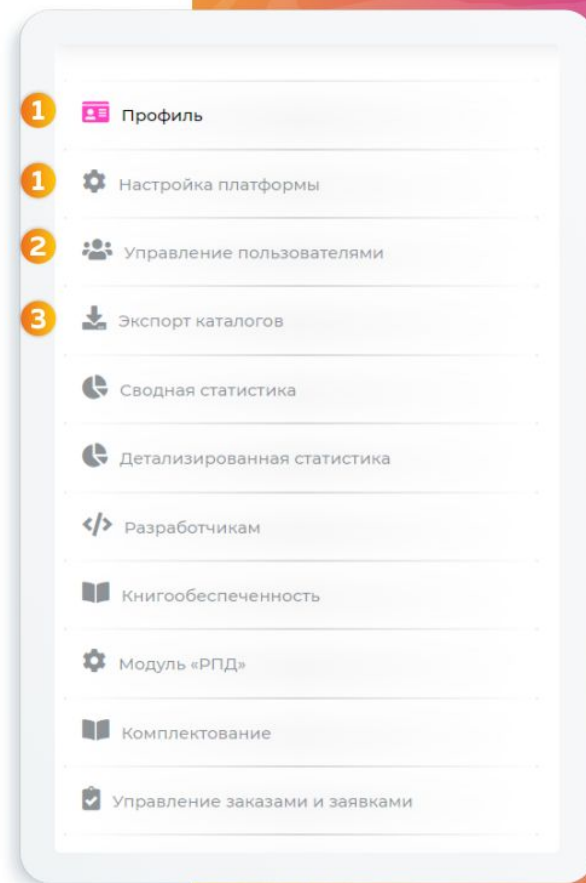 1 Профиль
1 Настройка платформы
2 Управление пользователями
3 Экспорт каталогов
Сводная статистика
Детализированная статистика
</> Разработчикам
Книгообеспеченность
Модуль «РПД»
Комплектование
Управление заказами и заявками